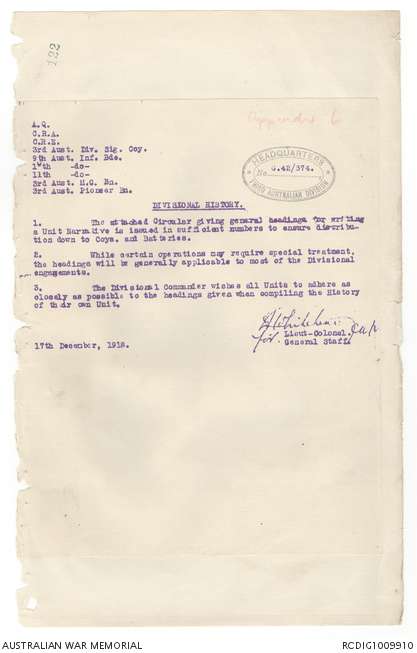 122
Appendix C
A.Q.
C.R.A.
C.R.E.
3rd Aust. Div. Sig. Coy.
9th Aust. Inf. Bde.
10th -do-
11th -do-
3rd Aust. M.G. Bn.
3rd Aust. Pioneer Bn.
HEADQUARTERS
No. G.42/374.
THIRD AUSTRALIAN DIVISION
DIVISIONAL HISTORY.
1. The attached Circular giving general headings for writing
a Unit Narrative is issued in sufficient numbers to ensure distribu-
tion down to Coys. and Batteries.
2. While certain operations may require special treatment,
the headings will be generally applicable to most of the Divisional
engagements.
3. The Divisional Commander wishes all Units to adhere as
closely as possible to the headings given when compiling the History
of their own Unit.
for Lieut-Colonel,
General Staff.
17th December, 1918.
AUSTRALIAN WAR MEMORIAL
RCDIG1009910